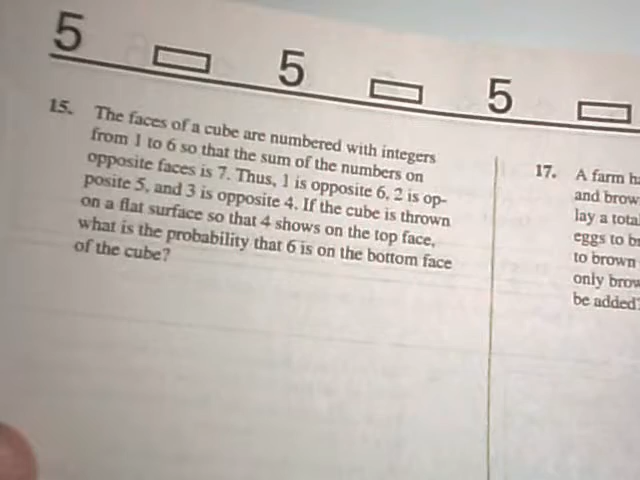 5 5 5
15. The faces of a cube are numbered with integers
from 1 to 6 so that the sum of the numbers on
opposite faces is 7. Thus, 1 is opposite 6, 2 is op-
posite 5, and 3 is opposite 4. If the cube is thrown
on a flat surface so that 4 shows on the top face,
what is the probability that 6 is on the bottom face
of the cube?
17. A farm
and brow
lay a tota
eggs to
to brown
only brow
be added?